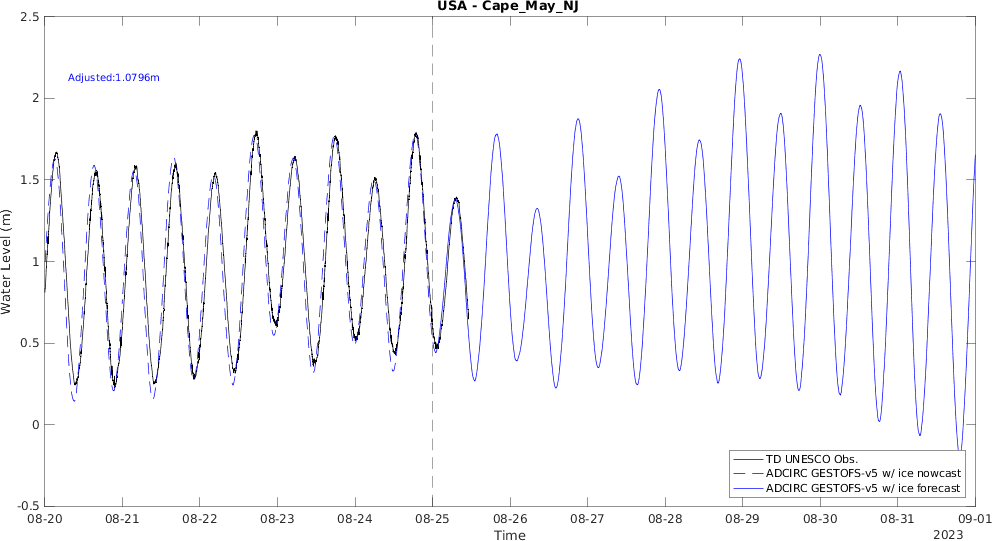 USA - Cape_May_NJ
2.5
2
1.5
1
0.5
0
-0.5
Water Level (m)
Adjusted:1.0796m
TD UNESCO Obs.
ADCIRC GESTOFS-v5 w/ ice nowcast
ADCIRC GESTOFS-v5 w/ ice forecast
08-20 08-21 08-22 08-23 08-24 08-25 08-26 08-27 08-28 08-29 08-30 08-31 09-01
Time
2023